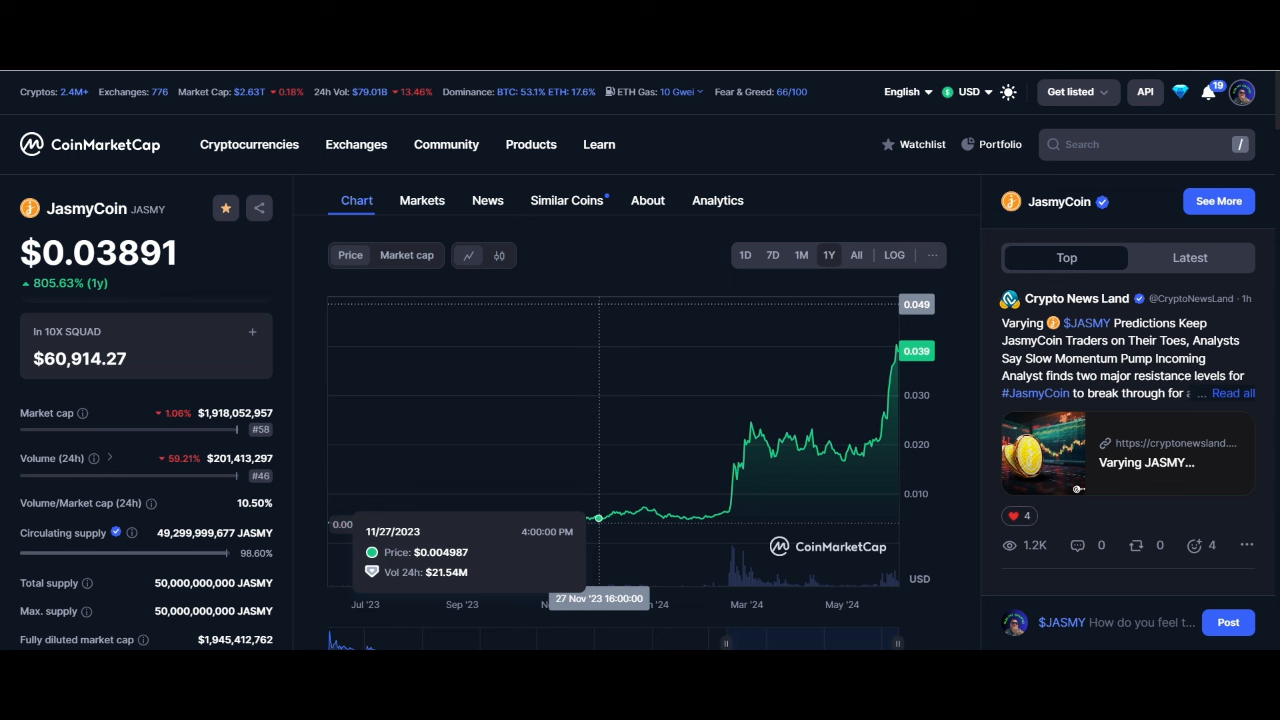 Cryptos: 2.4M+ Exchanges: 776 Market Cap: $2.63T 0.18% 24h Vol: $79.01B 13.46% Dominance: BTC: 53.1% ETH: 17.6% ETH Gas: 10 Gwei Fear & Greed: 66/100
English USD Get listed API 19
CoinMarketCap Cryptocurrencies Exchanges Community Products Learn
Watchlist Portfolio Search /
JasmyCoin JASMY
$0.03891
805.63% (1y)
In 10X SQUAD +
$60,914.27
Market cap 1.06% $1,918,052,957
#58
Volume (24h) 59.21% $201,413,297
#46
Volume/Market cap (24h) 10.50%
Circulating supply 49,299,999,677 JASMY
98.60%
Total supply 50,000,000,000 JASMY
Max. supply 50,000,000,000 JASMY
Fully diluted market cap $1,945,412,762
Chart Markets News Similar Coins About Analytics
Price Market cap
1D 7D 1M 1Y All LOG ...
0.049
0.039
0.030
0.020
0.010
0.00
11/27/2023 4:00:00 PM
Price: $0.004987
Vol 24h: $21.54M
CoinMarketCap
USD
27 Nov '23 16:00:00
Jul '23 Sep '23 '24 Mar '24 May '24
JasmyCoin See More
Top Latest
Crypto News Land @CryptoNewsLand · 1h
Varying $JASMY Predictions Keep
JasmyCoin Traders on Their Toes, Analysts
Say Slow Momentum Pump Incoming
Analyst finds two major resistance levels for
#JasmyCoin to break through for ... Read all
https://cryptonewsland....
Varying JASMY...
4
1.2K 0 0 4 ...
$JASMY How do you feel t... Post